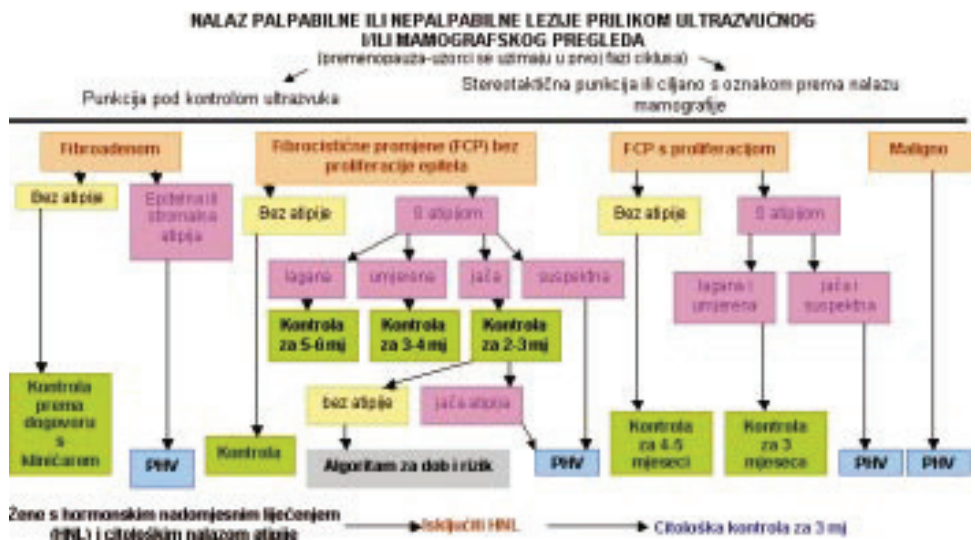 NALAZ PALPABILNE ILI NEPALPABILNE LEZIJE PRILIKOM ULTRAZVUČNOG
I/ILI MAMOGRAFSKOG PREGLEDA
(premenopauza-uzorci se uzimaju u prvoj fazi ciklusa)
Punkcija pod kontrolom ultrazvuka
Stereotaktična punkcija ili ciljano s oznakom prema nalazu
mamografije
Fibroadenom
Fibrocistične promjene (FCP) bez
proliferacije epitela
FCP s proliferacijom
Maligno
Bez atipije
Epitelna ili
stromalna
atipija
Bez atipije
S atipijom
Bez atipije
S atipijom
lagana
umjerena
jača
suspektna
lagana i
umjerena
jača i
suspektna
Kontrola
za 5-6 mj
Kontrola
za 3-4 mj
Kontrola
za 2-3 mj
bez atipije
jača atipija
Kontrola
prema
dogovoru
s
kliničarom
PHV
Kontrola
Algoritam za dob i rizik
PHV
Kontrola
za 4-5
mjeseci
Kontrola
za 3
mjeseca
PHV
PHV
Žene s hormonskim nadomjesnim liječenjem
(HNL) i citološkim nalazom atipije
Isključiti HNL
Citološka kontrola za 3 mj